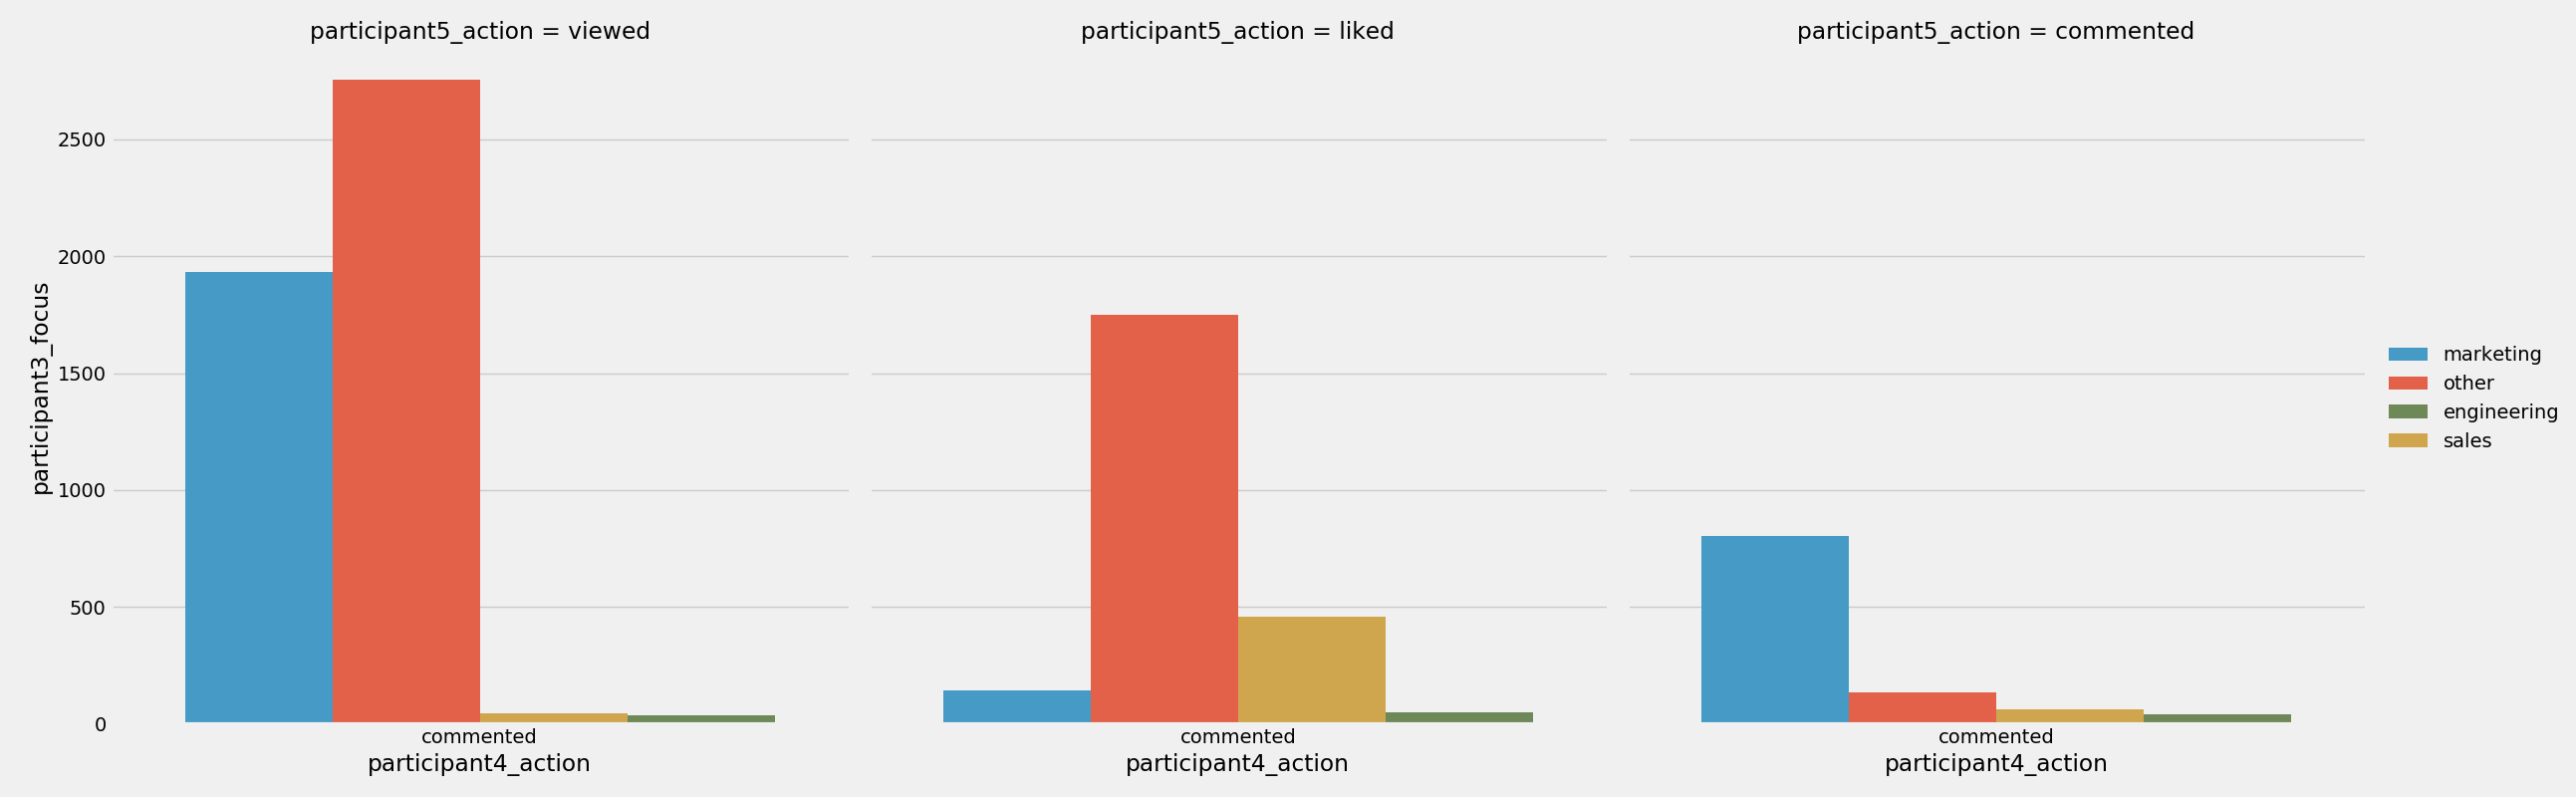 participant5_action = viewed
participant5_action = liked
participant5_action = commented
participant3_focus
2500
2000
1500
1000
500
0
commented
commented
commented
participant4_action
participant4_action
participant4_action
marketing
other
engineering
sales